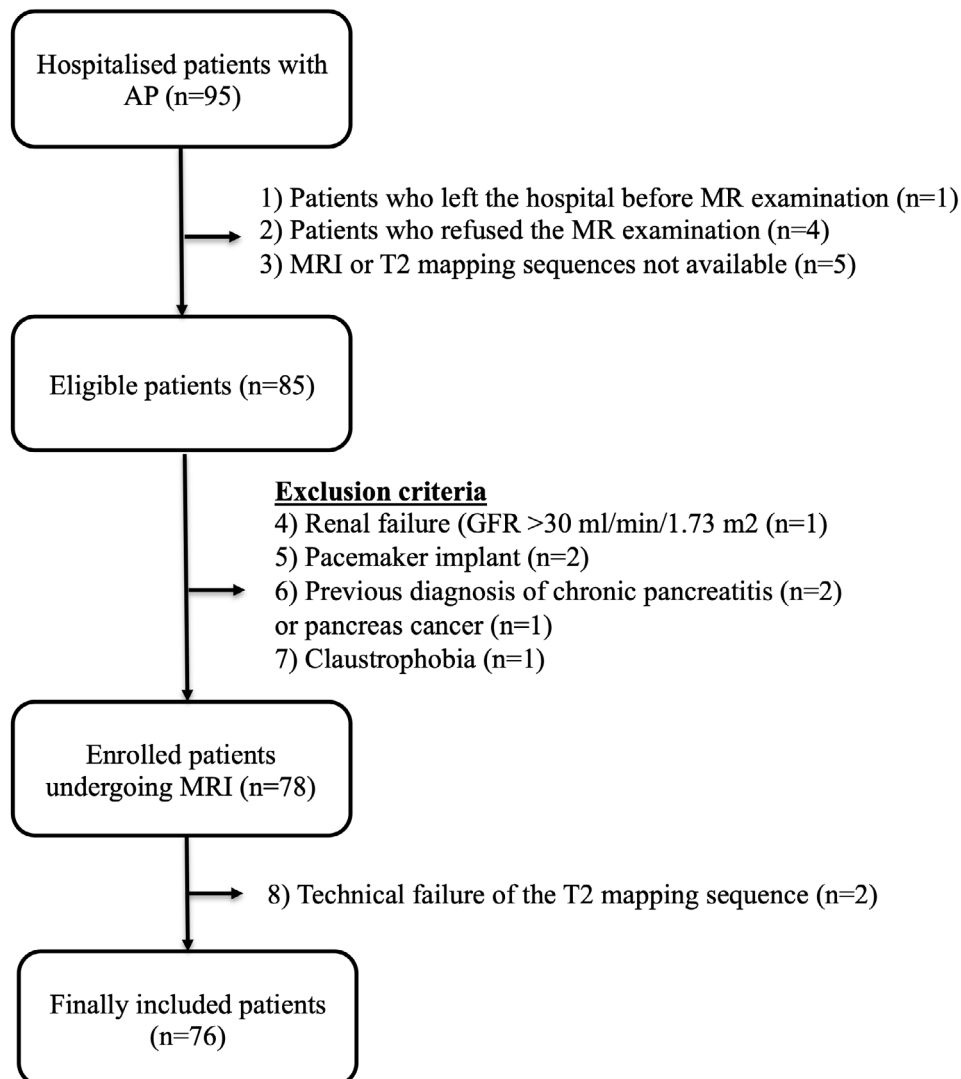 Hospitalised patients with
AP (n=95)
1) Patients who left the hospital before MR examination (n=1)
2) Patients who refused the MR examination (n=4)
3) MRI or T2 mapping sequences not available (n=5)
Eligible patients (n=85)
Exclusion criteria
4) Renal failure (GFR >30 ml/min/1.73 m2 (n=1)
5) Pacemaker implant (n=2)
6) Previous diagnosis of chronic pancreatitis (n=2)
or pancreas cancer (n=1)
7) Claustrophobia (n=1)
Enrolled patients
undergoing MRI (n=78)
8) Technical failure of the T2 mapping sequence (n=2)
Finally included patients
(n=76)